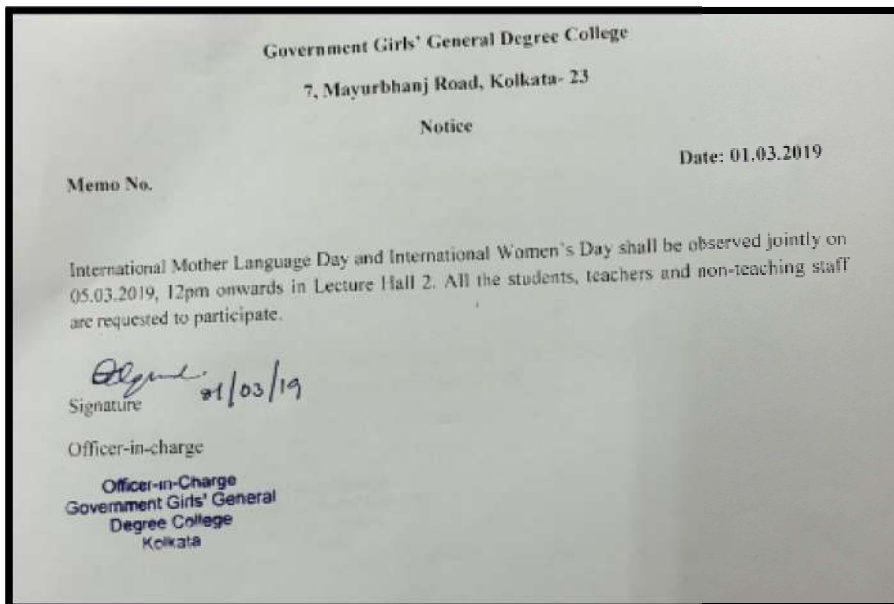 Government Girls' General Degree College
7, Mayurbhanj Road, Kolkata- 23
Notice
Date: 01.03.2019
Memo No.
International Mother Language Day and International Women's Day shall be observed jointly on
05.03.2019, 12pm onwards in Lecture Hall 2. All the students, teachers and non-teaching staff
are requested to participate.
01/03/19
Signature
Officer-in-charge
Officer-in-Charge
Government Girls' General
Degree College
Kolkata